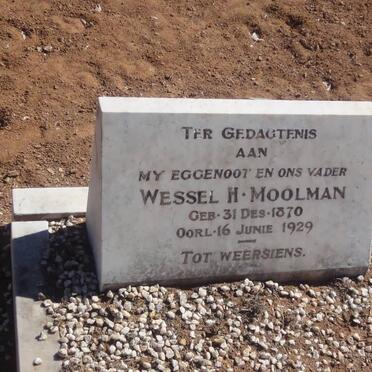 Ter Gedagtenis
aan
my eggenoot en ons vader
Wessel H. Moolman
Geb. 31 Des. 1870
Oorl. 16 Junie 1929
Tot weersiens.